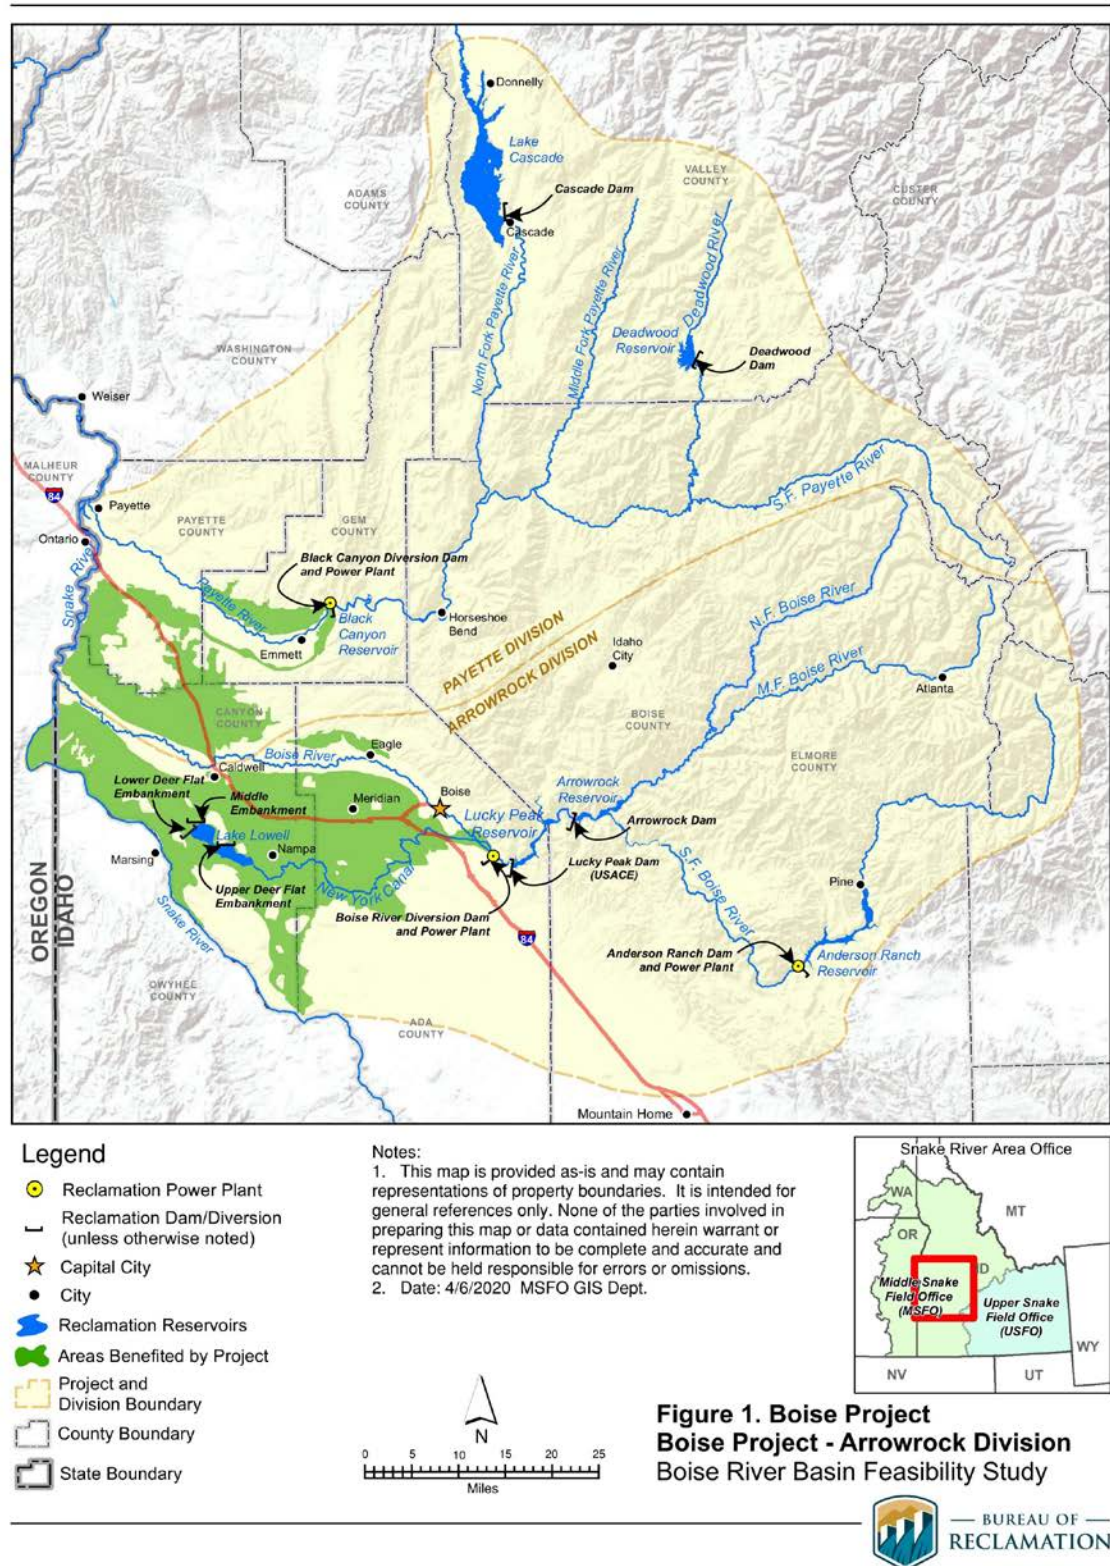 Donnelly
Lake
Cascade
VALLEY
COUNTY
CUSTER
COUNTY
ADAMS
COUNTY
Cascade Dam
Cascade
North Fork Payette River
Middle Fork Payette River
Deadwood River
Deadwood
Reservoir
Deadwood
Dam
WASHINGTON
COUNTY
Weiser
MALHEUR
COUNTY
84
Payette
PAYETTE
COUNTY
GEM
COUNTY
S.F. Payette River
Ontario
Snake River
Black Canyon Diversion Dam
and Power Plant
Payette River
Black
Canyon
Reservoir
Horseshoe
Bend
Emmett
PAYETTE DIVISION
ARROWROCK DIVISION
Idaho
City
N.F. Boise River
M.F. Boise River
Atlanta
CANYON
COUNTY
BOISE
COUNTY
ELMORE
COUNTY
Boise River
Eagle
Caldwell
Lower Deer Flat
Embankment
Middle
Embankment
Meridian
Boise
Lucky Peak
Reservoir
Arrowrock
Reservoir
Arrowrock Dam
Lake Lowell
Nampa
Marsing
Upper Deer Flat
Embankment
New York Canal
Lucky Peak Dam
(USACE)
S.F. Boise River
Pine
Boise River Diversion Dam
and Power Plant
84
Anderson Ranch Dam
and Power Plant
Anderson Ranch
Reservoir
OREGON
IDAHO
Snake River
OWYHEE
COUNTY
ADA
COUNTY
Mountain Home
Legend
Reclamation Power Plant
Reclamation Dam/Diversion
(unless otherwise noted)
Capital City
City
Reclamation Reservoirs
Areas Benefited by Project
Project and
Division Boundary
County Boundary
State Boundary
Notes:
1. This map is provided as-is and may contain
representations of property boundaries. It is intended for
general references only. None of the parties involved in
preparing this map or data contained herein warrant or
represent information to be complete and accurate and
cannot be held responsible for errors or omissions.
2. Date: 4/6/2020 MSFO GIS Dept.
N
0 5 10 15 20 25
Miles
Snake River Area Office
WA
MT
OR
ID
Middle Snake
Field Office
(MSFO)
Upper Snake
Field Office
(USFO)
WY
NV
UT
Figure 1. Boise Project
Boise Project - Arrowrock Division
Boise River Basin Feasibility Study
BUREAU OF
RECLAMATION